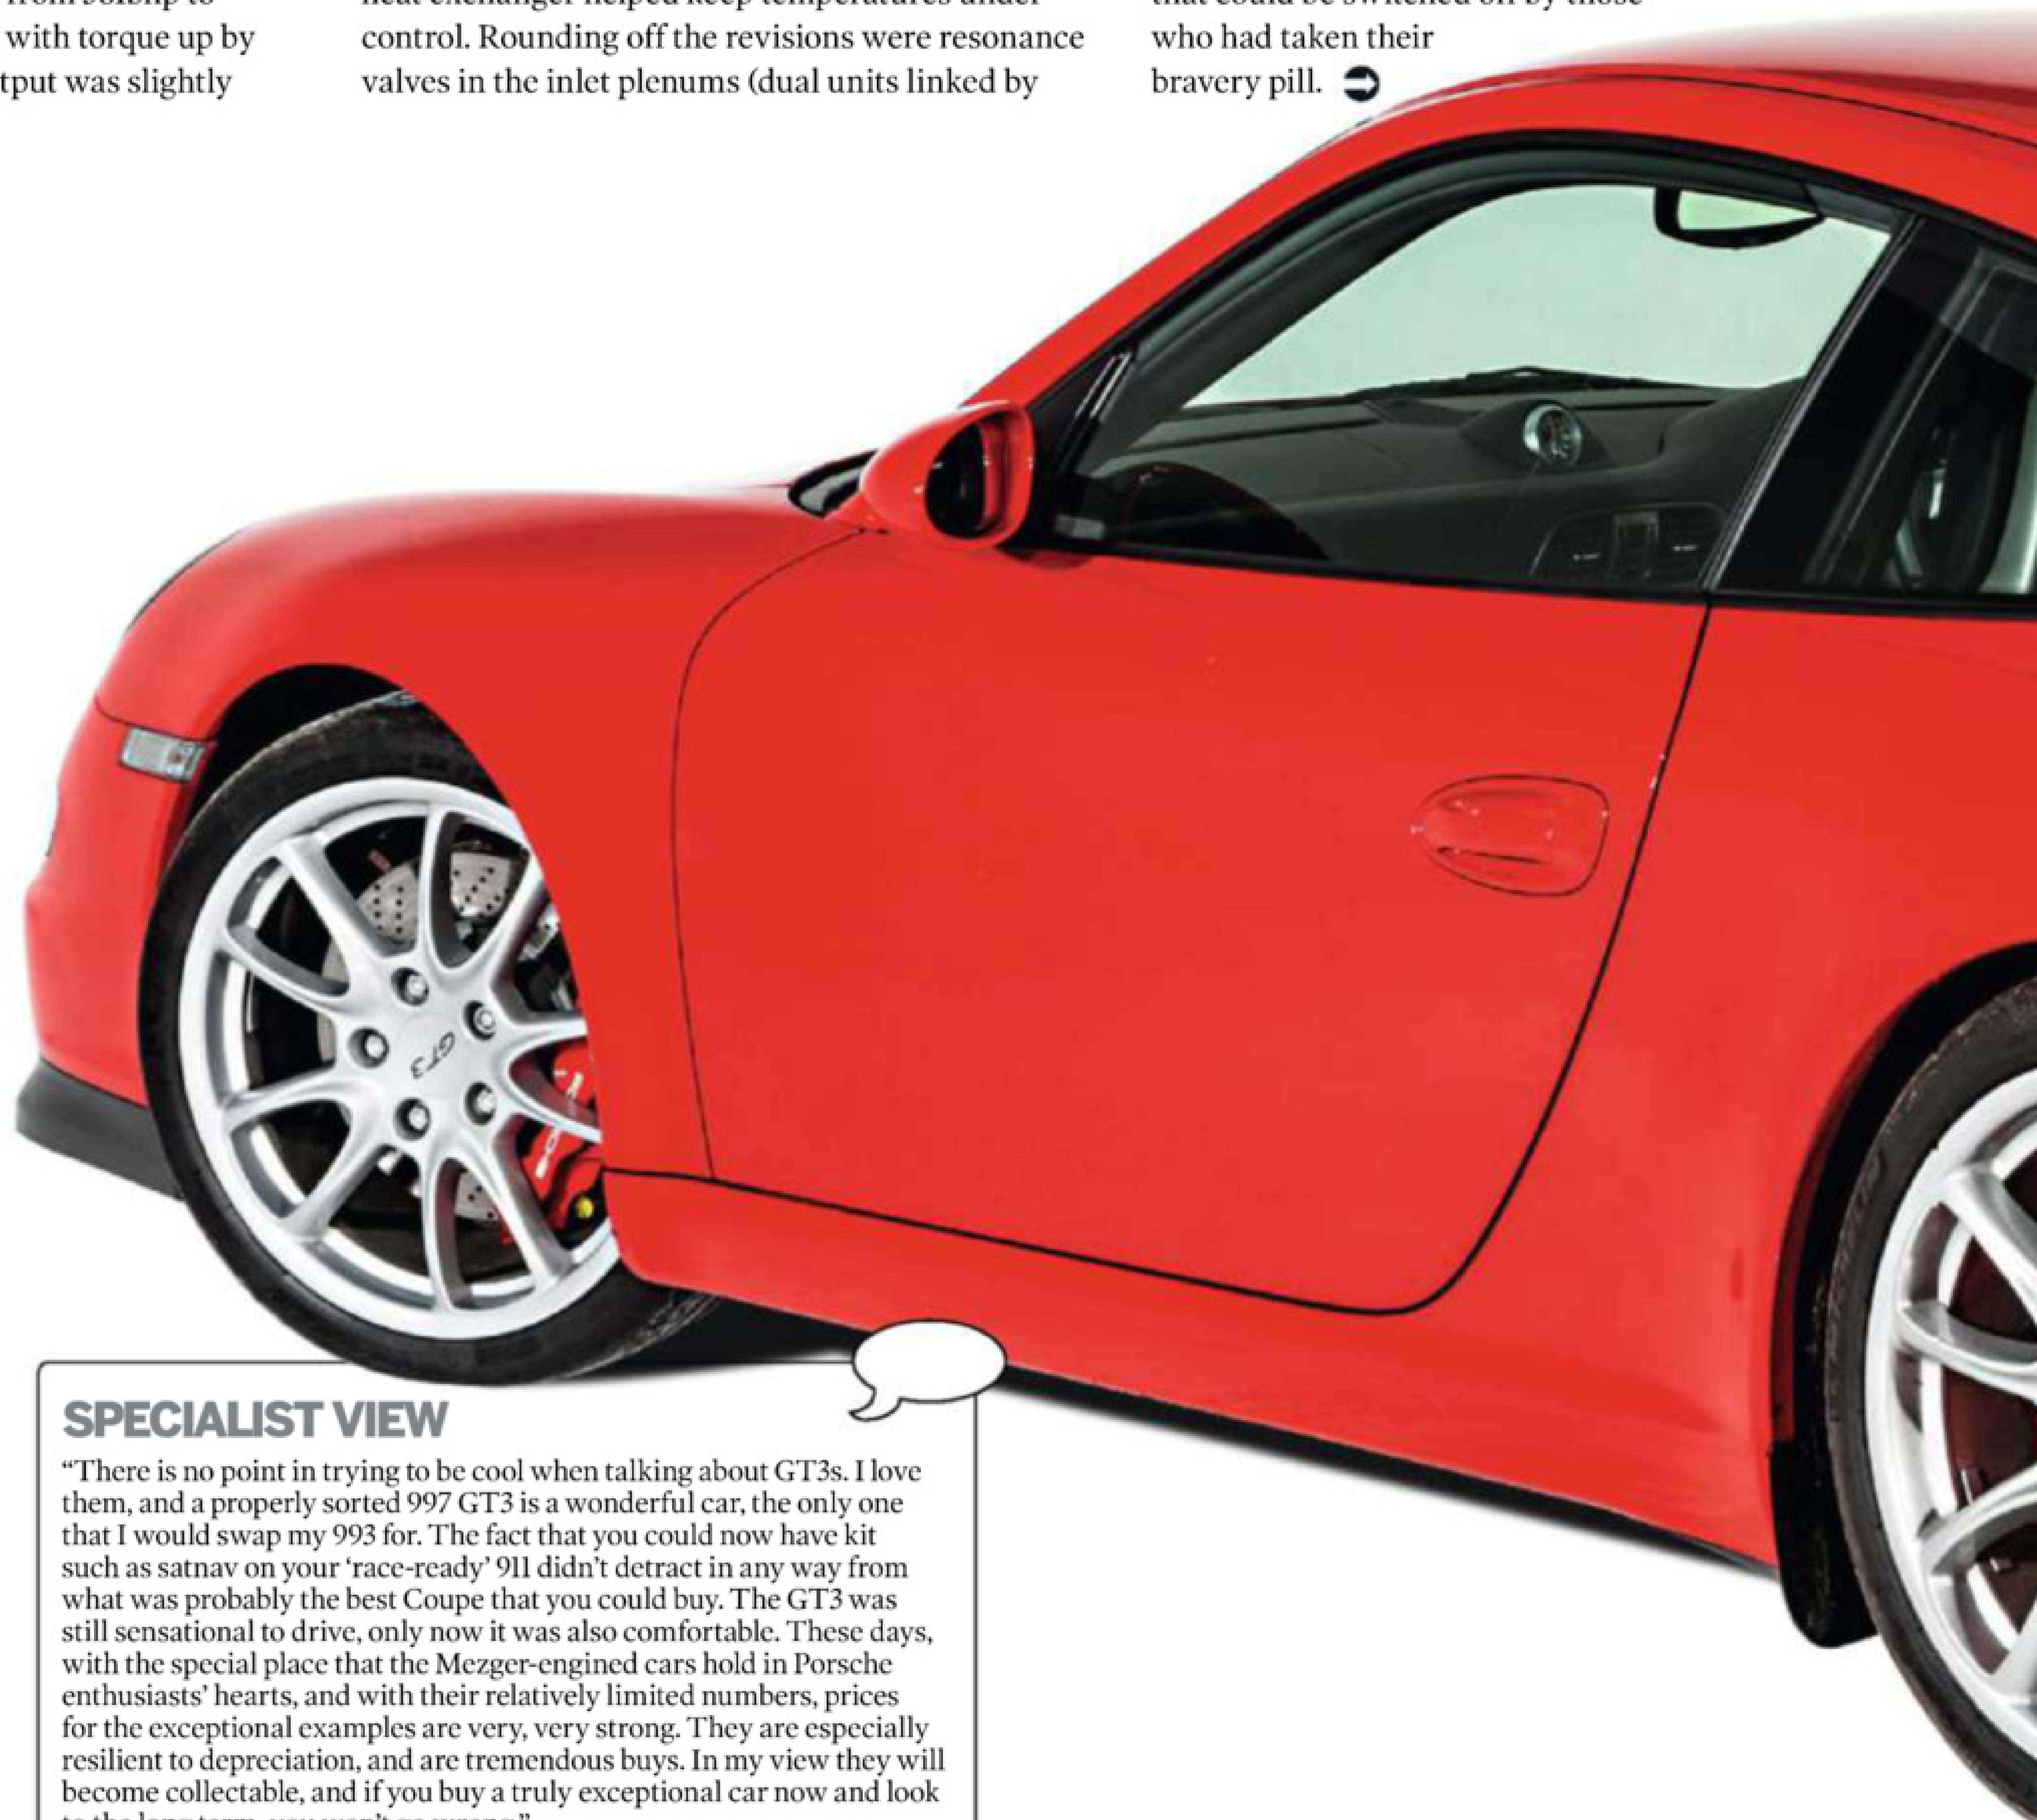 with torque up by
tput was slightly
control. Rounding off the revisions were resonance
valves in the inlet plenums (dual units linked by
who had taken their
bravery pill.
GT3
SPECIALIST VIEW
“There is no point in trying to be cool when talking about GT3s. I love
them, and a properly sorted 997 GT3 is a wonderful car, the only one
that I would swap my 993 for. The fact that you could now have kit
such as satnav on your ‘race-ready’ 911 didn’t detract in any way from
what was probably the best Coupe that you could buy. The GT3 was
still sensational to drive, only now it was also comfortable. These days,
with the special place that the Mezger-engined cars hold in Porsche
enthusiasts’ hearts, and with their relatively limited numbers, prices
for the exceptional examples are very, very strong. They are especially
resilient to depreciation, and are tremendous buys. In my view they will
become collectable, and if you buy a truly exceptional car now and look